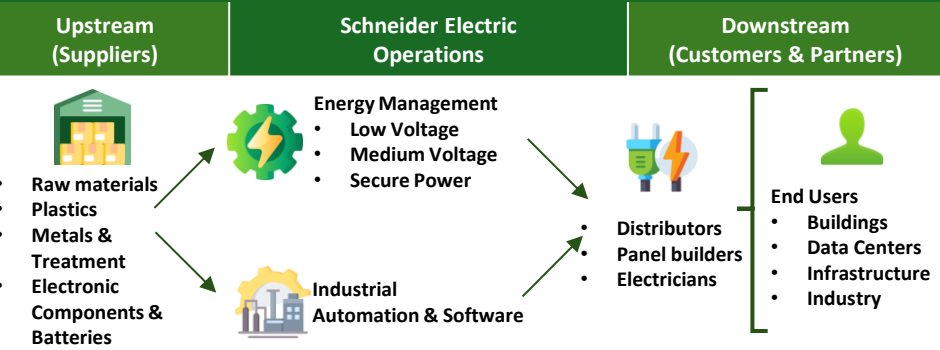 Upstream
(Suppliers)
Schneider Electric
Operations
Downstream
(Customers & Partners)
• Raw materials
• Plastics
• Metals &
Treatment
• Electronic
Components &
Batteries
Energy Management
• Low Voltage
• Medium Voltage
• Secure Power
Industrial
Automation & Software
• Distributors
• Panel builders
• Electricians
End Users
• Buildings
• Data Centers
• Infrastructure
• Industry